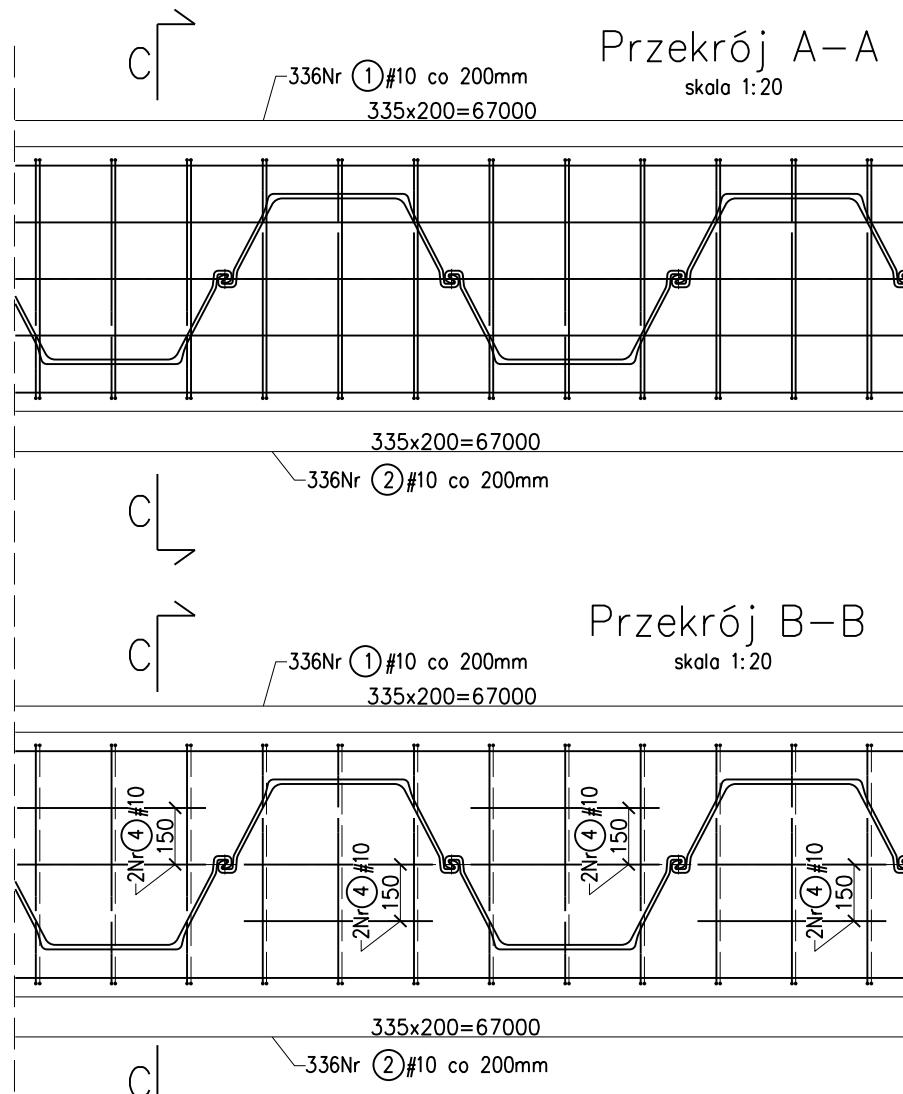 C
Przekrój A-A
skala 1:20
336Nr 1 #10 co 200mm
335x200=67000
335x200=67000
336Nr 2 #10 co 200mm
C
C
Przekrój B-B
skala 1:20
336Nr 1 #10 co 200mm
335x200=67000
2Nr 4 #10
150
2Nr 4 #10
150
2Nr 4 #10
150
2Nr 4 #10
150
335x200=67000
336Nr 2 #10 co 200mm
C